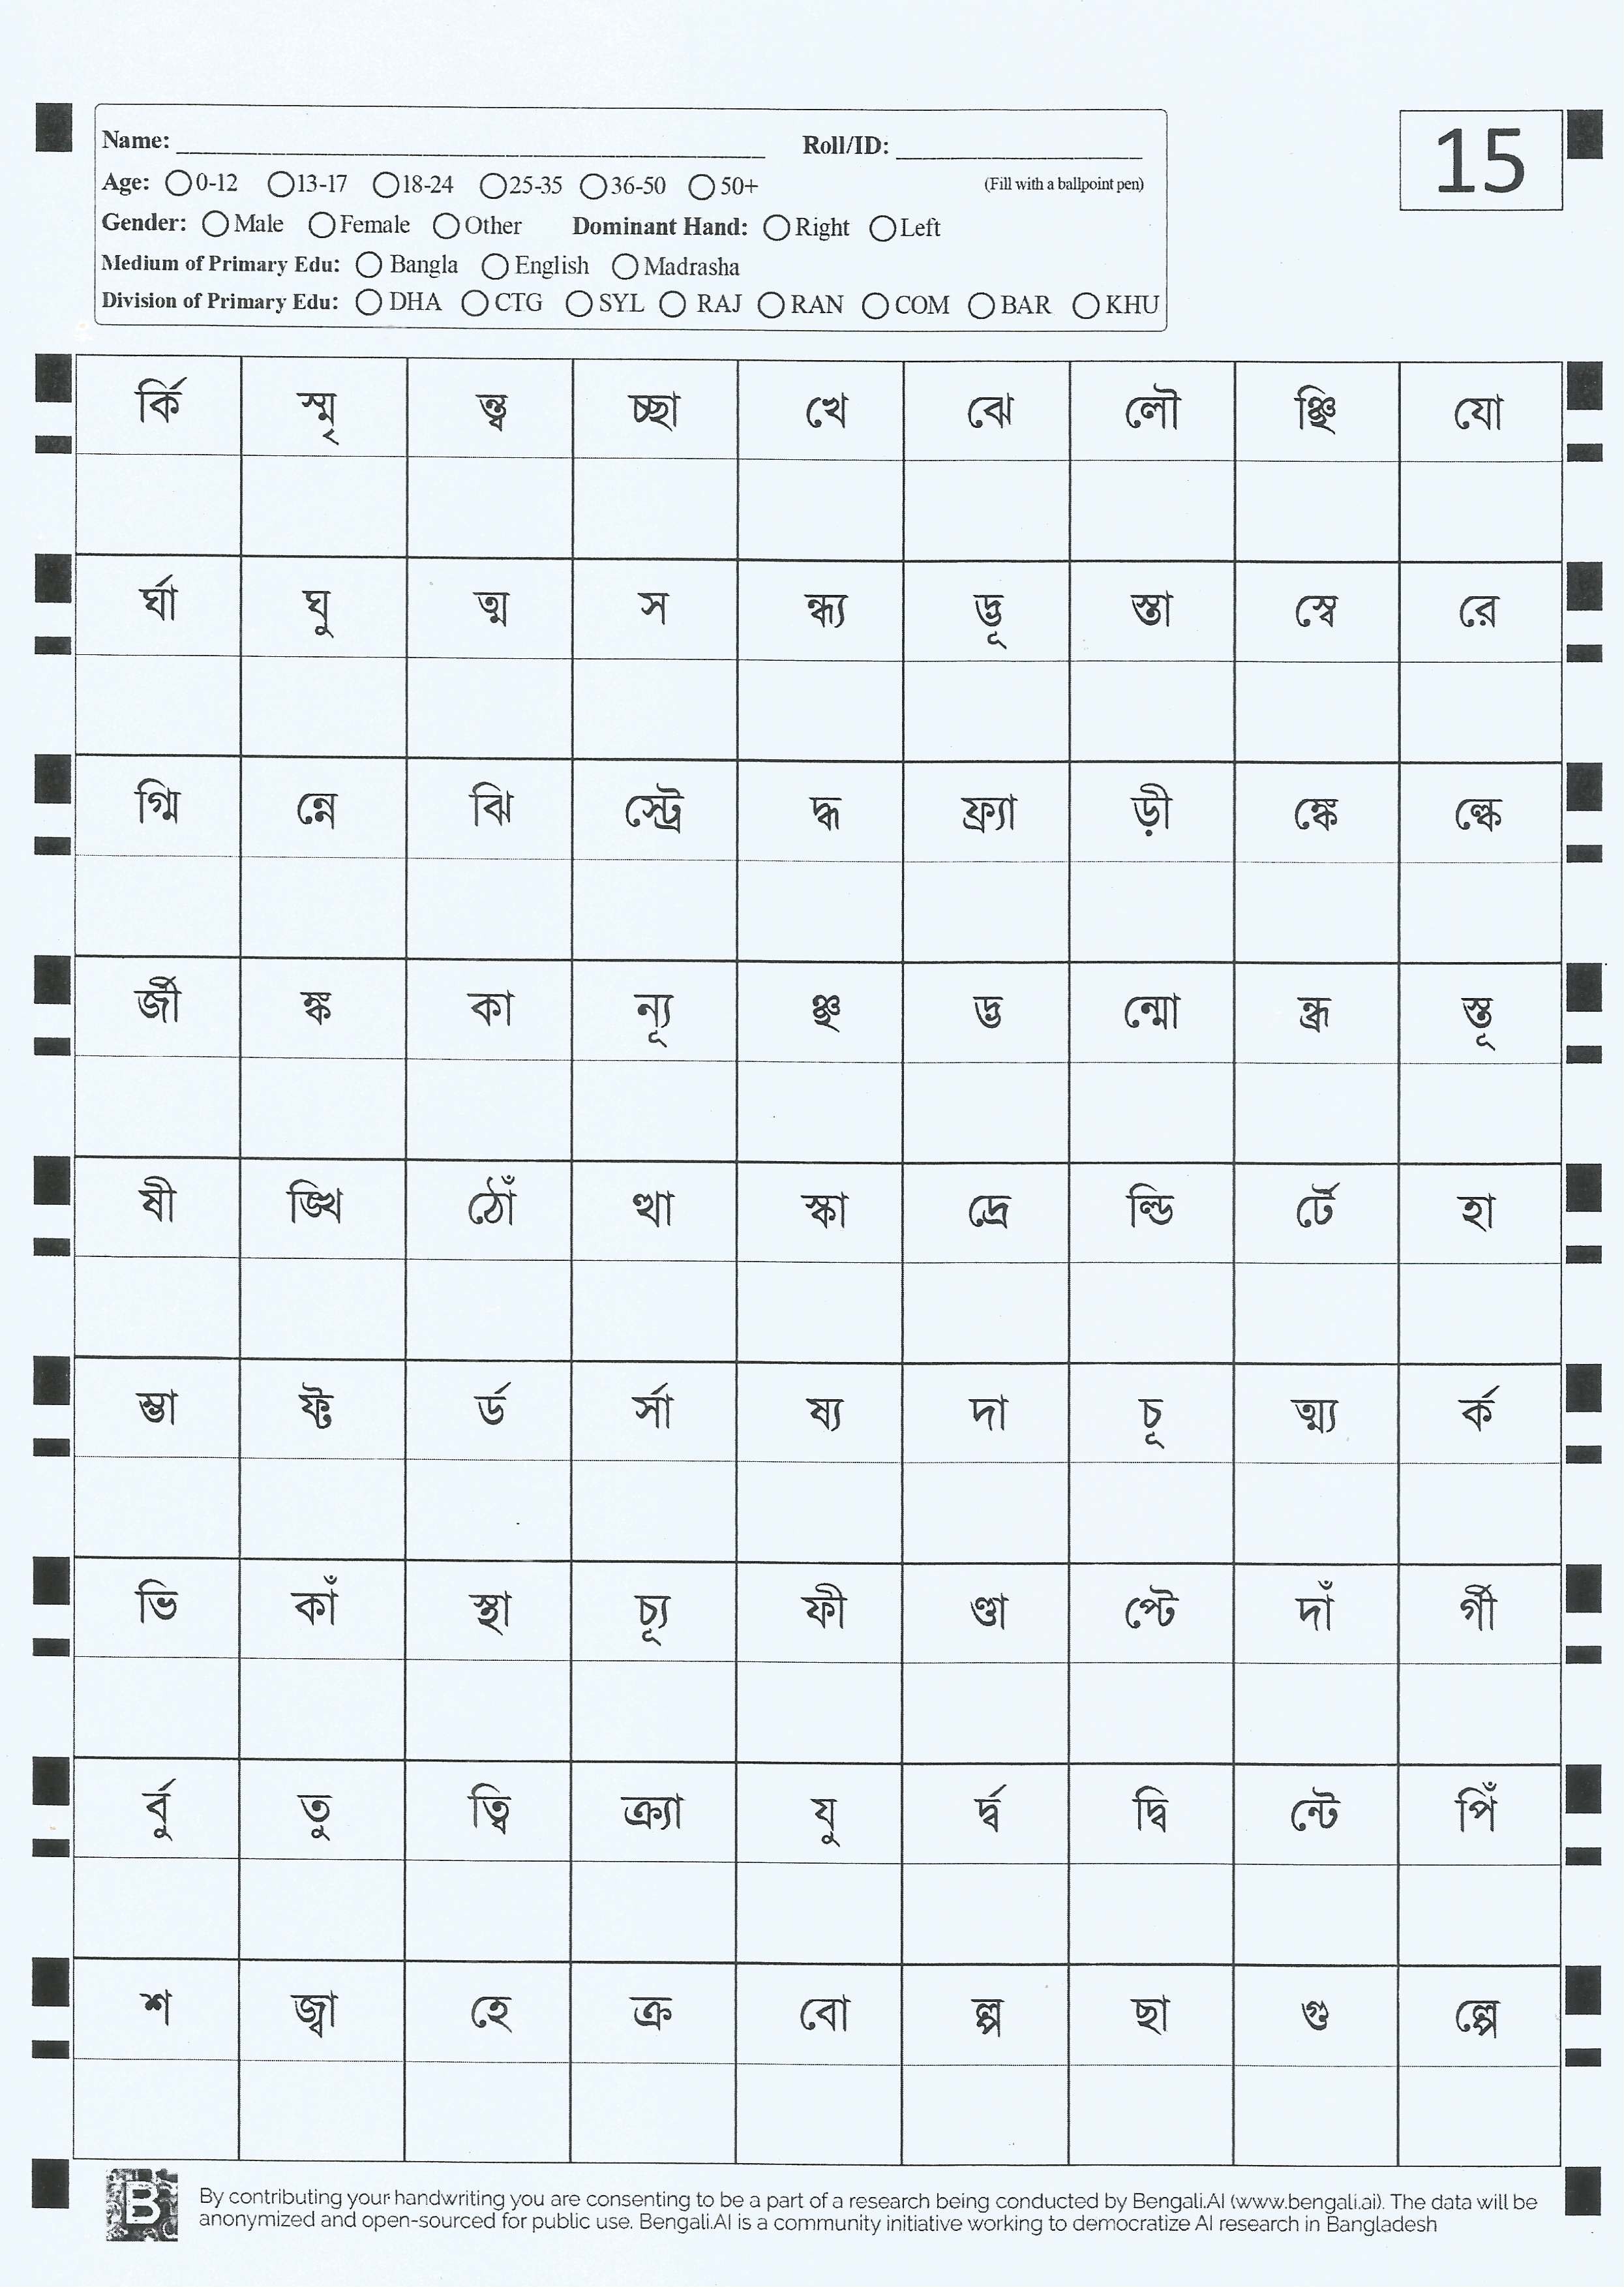 Name: Roll/ID: 15
Age: 0-12 13-17 18-24 25-35 36-50 50+ (Fill with a ballpoint pen)
Gender: Male Female Other Dominant Hand: Right Left
Medium of Primary Edu: Bangla English Madrasha
Division of Primary Edu: DHA CTG SYL RAJ RAN COM BAR KHU
র্কি স্মৃ ন্ত্ব চ্ছা খে ঝে লৌ ঞ্চি যো
র্ঘা ঘু ত্ম স ন্ধ্য দ্ভূ স্তা স্বে রে
গ্মি ন্নে ঝি স্ট্রে দ্ধ ফ্র্যা ড়ী ঙ্কে ল্কে
র্জী ঙ্ক কা ন্যূ ঞ্ছ দ্ভ ন্মো ন্ধ্র স্তূ
ষী ঙ্খি ঠোঁ ত্থা স্কা দ্রে ল্ডি র্টে হা
ম্ভা ফ্ট র্ড র্সা ষ্য দা চূ ত্ম্য র্ক
ভি কাঁ স্থা চ্যূ ফী ণ্ডা প্টে দাঁ র্গী
র্বু তু ত্বি ক্র্যা যু র্দ্ব দ্বি ন্টে পিঁ
শ জ্বা হে ক্র বো ল্প ছা গু ল্পে
B By contributing your handwriting you are consenting to be a part of a research being conducted by Bengali.AI (www.bengali.ai). The data will be
anonymized and open-sourced for public use. Bengali.AI is a community initiative working to democratize AI research in Bangladesh